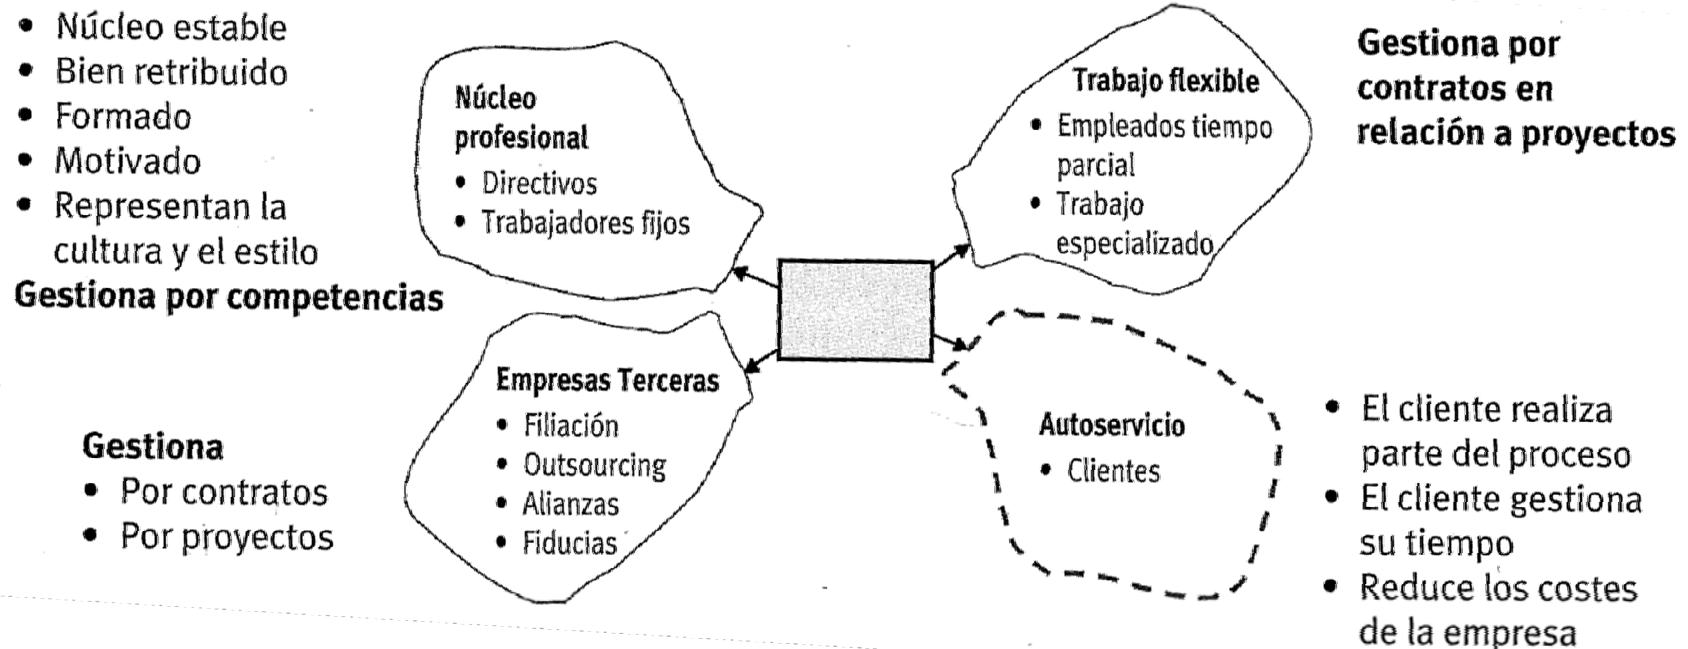 • Núcleo estable
• Bien retribuido
• Formado
• Motivado
• Representan la
cultura y el estilo
Gestiona por competencias
Núcleo
profesional
• Directivos
• Trabajadores fijos
Trabajo flexible
• Empleados tiempo
parcial
• Trabajo
especializado
Gestiona por
contratos en
relación a proyectos
Gestiona
• Por contratos
• Por proyectos
Empresas Terceras
• Filiación
• Outsourcing
• Alianzas
• Fiducias
Autoservicio
• Clientes
• El cliente realiza
parte del proceso
• El cliente gestiona
su tiempo
• Reduce los costes
de la empresa